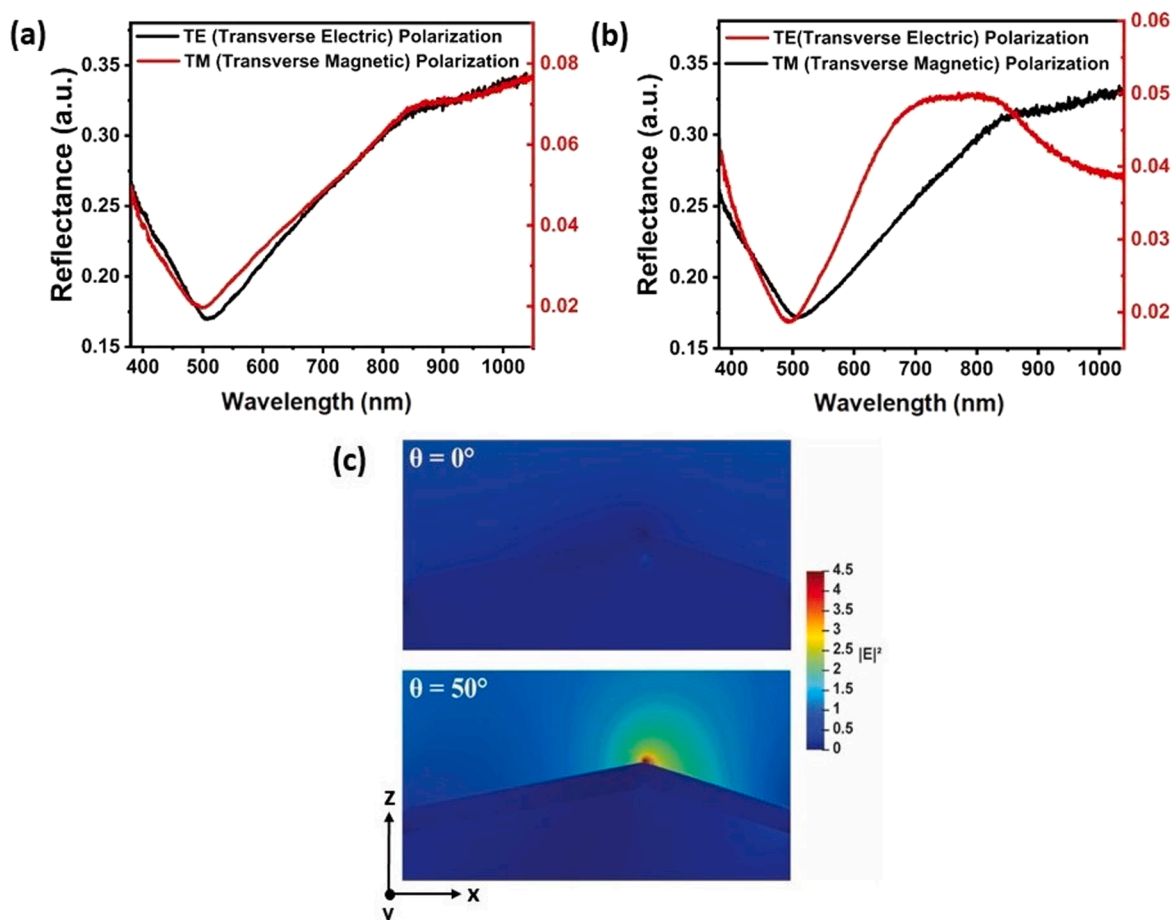 (a)
TE (Transverse Electric) Polarization
TM (Transverse Magnetic) Polarization
Reflectance (a.u.)
0.35
0.30
0.25
0.20
0.15
0.08
0.06
0.04
0.02
400 500 600 700 800 900 1000
Wavelength (nm)
(b)
TE(Transverse Electric) Polarization
TM (Transverse Magnetic) Polarization
Reflectance (a.u.)
0.35
0.30
0.25
0.20
0.15
0.06
0.05
0.04
0.03
0.02
400 500 600 700 800 900 1000
Wavelength (nm)
(c)
θ = 0°
θ = 50°
4.5
4
3.5
3
2.5
2
1.5
1
0.5
0
|E|²
z
x
y